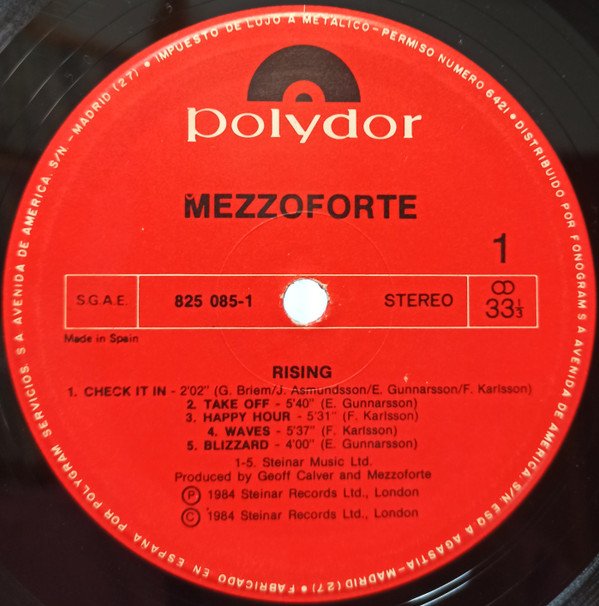 polydor
MEZZOFORTE
1
S.G.A.E.
825 085-1
STEREO
33 1/3
Made in Spain
RISING
1. CHECK IT IN - 2'02" (G. Briem/J. Asmundsson/E. Gunnarsson/F. Karlsson)
2. TAKE OFF - 5'40" (E. Gunnarsson)
3. HAPPY HOUR - 5'31" (F. Karlsson)
4. WAVES - 5'37" (F. Karlsson)
5. BLIZZARD - 4'00" (E. Gunnarsson)
1-5. Steinar Music Ltd.
Produced by Geoff Calver and Mezzoforte
Ⓟ 1984 Steinar Records Ltd., London
© '1984 Steinar Records Ltd., London
• FABRICADO EN ESPAÑA POR POLYGRAM SERVICIOS. S A AVENIDA DE AMERICA. S/N.-MADRID (27) • IMPUESTO DE LUJO A METALICO-PERMISO NUMERO 6421 • DISTRIBUIDO POR FONOGRAM S A AVENIDA DE AMERICA, S/N, ESQ A AGASTIA-MADRID (27)